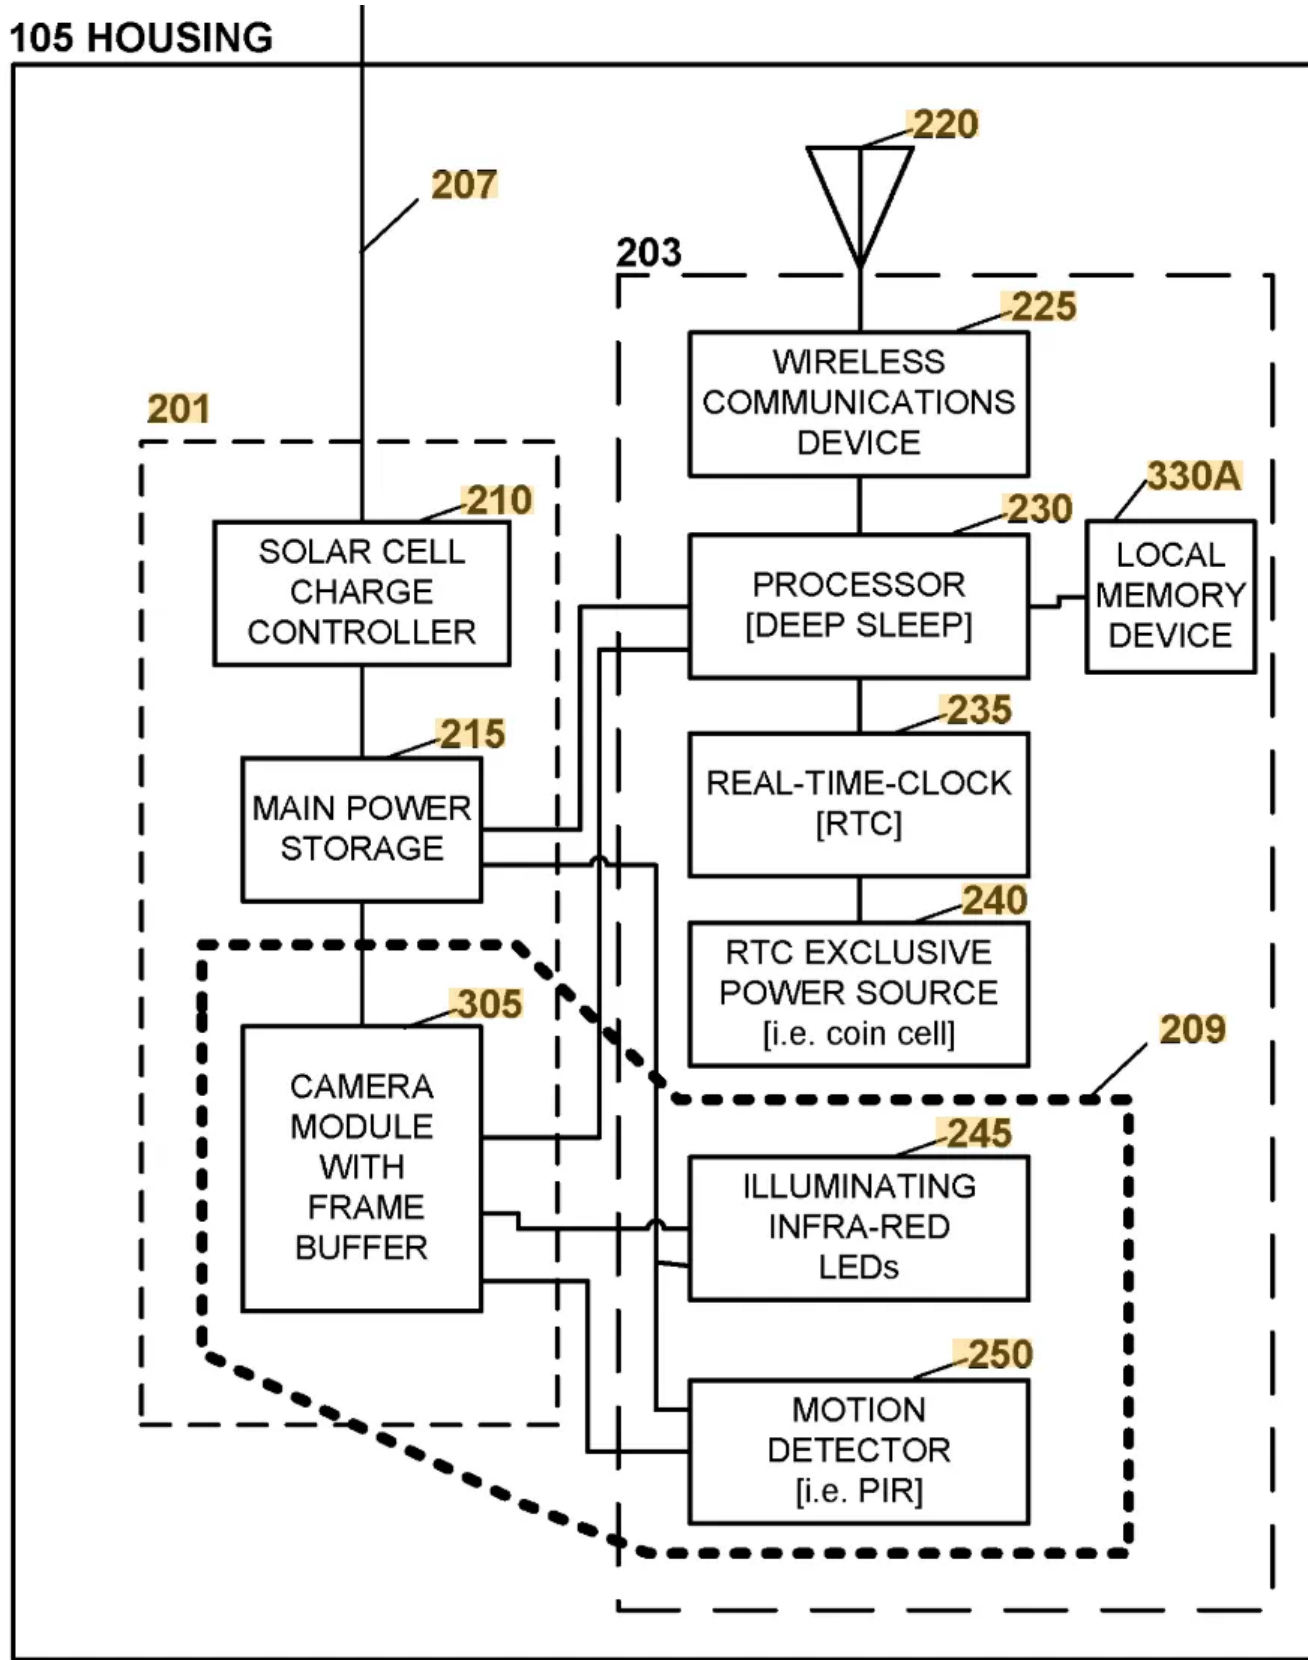 105 HOUSING
220
207
203
225
WIRELESS
COMMUNICATIONS
DEVICE
201
330A
210
230
SOLAR CELL
CHARGE
CONTROLLER
PROCESSOR
[DEEP SLEEP]
LOCAL
MEMORY
DEVICE
215
235
MAIN POWER
STORAGE
REAL-TIME-CLOCK
[RTC]
240
RTC EXCLUSIVE
POWER SOURCE
[i.e. coin cell]
305
209
CAMERA
MODULE
WITH
FRAME
BUFFER
245
ILLUMINATING
INFRA-RED
LEDs
250
MOTION
DETECTOR
[i.e. PIR]